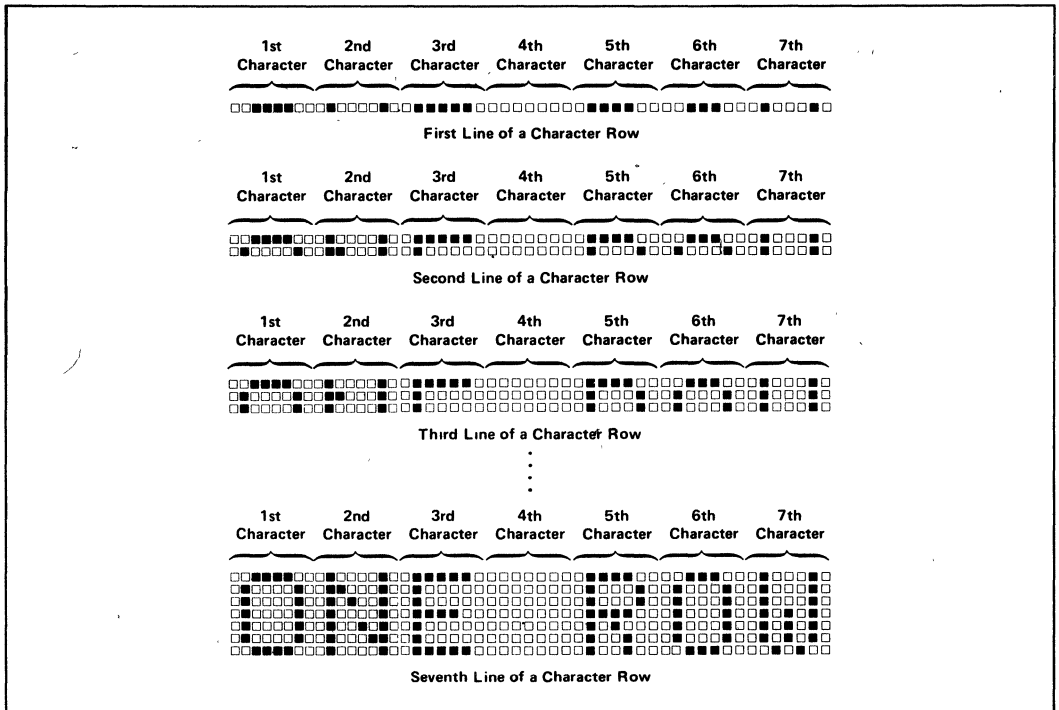 1st 2nd 3rd 4th 5th 6th 7th
Character Character Character Character Character Character Character
First Line of a Character Row
1st 2nd 3rd 4th 5th 6th 7th
Character Character Character Character Character Character Character
Second Line of a Character Row
1st 2nd 3rd 4th 5th 6th 7th
Character Character Character Character Character Character Character
Third Line of a Character Row
1st 2nd 3rd 4th 5th 6th 7th
Character Character Character Character Character Character Character
ONE ROW
Seventh Line of a Character Row